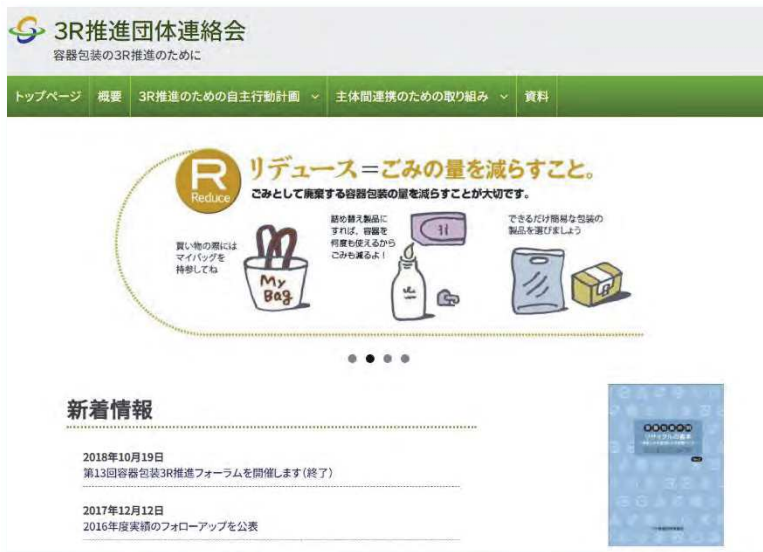 3R推進団体連絡会
容器包装の3R推進のために
トップページ 概要 3R推進のための自主行動計画 主体間連携のための取り組み 資料
R
Reduce
リデュース=ごみの量を減らすこと。
ごみとして廃棄する容器包装の量を減らすことが大切です。
買い物の際には
マイバッグを
持参してね
My
Bag
詰め替え製品に
すれば、容器を
何度も使えるから
ごみも減るよ!
できるだけ簡易な包装の
製品を選びましょう
新着情報
2018年10月19日
第13回容器包装3R推進フォーラムを開催します(終了)
2017年12月12日
2016年度実績のフォローアップを公表
リサイクルの基本